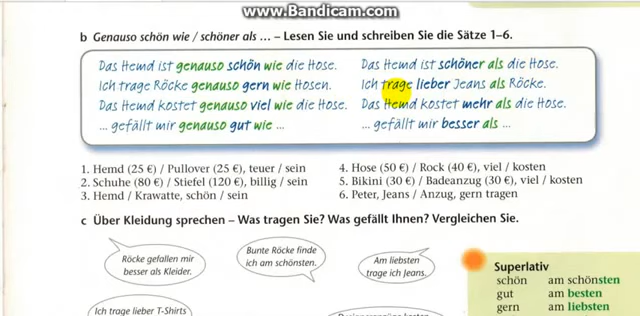 www.Bandicam.com
b Genauso schön wie / schöner als ... – Lesen Sie und schreiben Sie die Sätze 1–6.
Das Hemd ist genauso schön wie die Hose.
Ich trage Röcke genauso gern wie Hosen.
Das Hemd kostet genauso viel wie die Hose.
... gefällt mir genauso gut wie ...
Das Hemd ist schöner als die Hose.
Ich trage lieber Jeans als Röcke.
Das Hemd kostet mehr als die Hose.
... gefällt mir besser als ...
1. Hemd (25 €) / Pullover (25 €), teuer / sein
2. Schuhe (80 €) / Stiefel (120 €), billig / sein
3. Hemd / Krawatte, schön / sein
4. Hose (50 €) / Rock (40 €), viel / kosten
5. Bikini (30 €) / Badeanzug (30 €), viel / kosten
6. Peter, Jeans / Anzug, gern tragen
c Über Kleidung sprechen – Was tragen Sie? Was gefällt Ihnen? Vergleichen Sie.
Röcke gefallen mir
besser als Kleider.
Bunte Röcke finde
ich am schönsten.
Am liebsten
trage ich Jeans.
Ich trage lieber T-Shirts
Superlativ
schön am schönsten
gut am besten
gern am liebsten